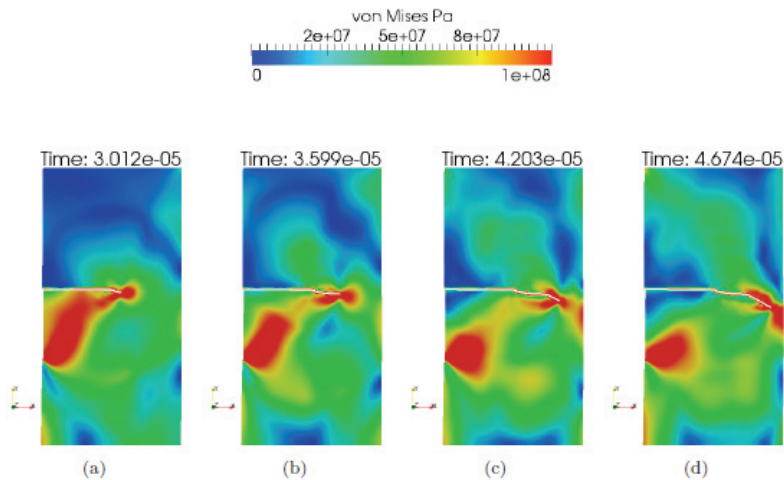 von Mises Pa
2e+07 5e+07 8e+07
0 1e+08
Time: 3.012e-05 Time: 3.599e-05 Time: 4.203e-05 Time: 4.674e-05
(a) (b) (c) (d)